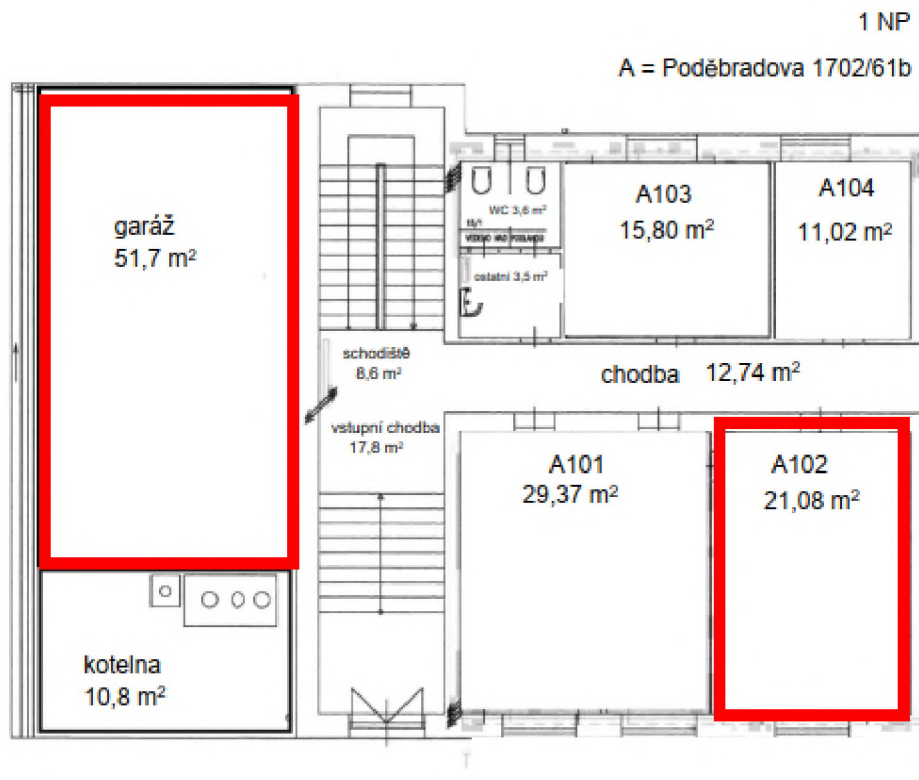 1 NP
A = Poděbradova 1702/61b
garáž
51,7 m²
WC 3,6 m²
ostatní 3,5 m²
A103
15,80 m²
A104
11,02 m²
schodiště
8,6 m²
chodba 12,74 m²
vstupní chodba
17,8 m²
A101
29,37 m²
A102
21,08 m²
kotelna
10,8 m²